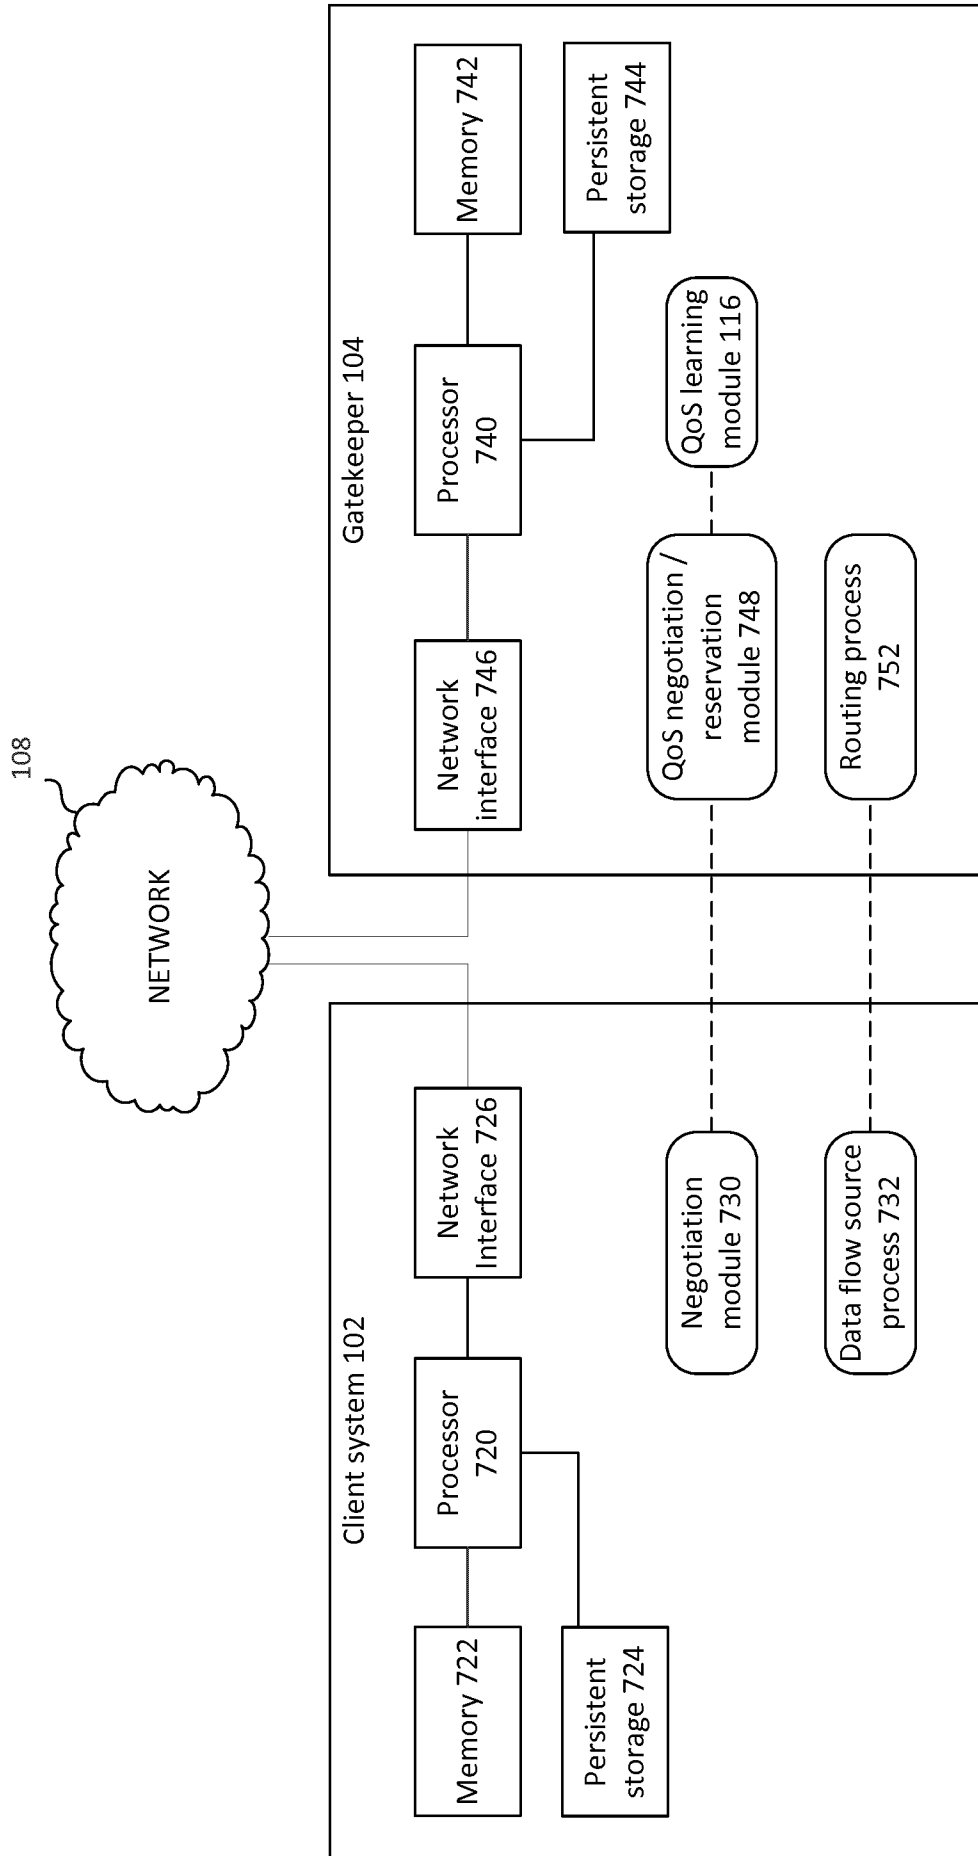 108
NETWORK
Client system 102
Memory 722
Processor
720
Network
Interface 726
Persistent
storage 724
Negotiation
module 730
Data flow source
process 732
Gatekeeper 104
Network
interface 746
Processor
740
Memory 742
Persistent
storage 744
QoS negotiation /
reservation
module 748
QoS learning
module 116
Routing process
752